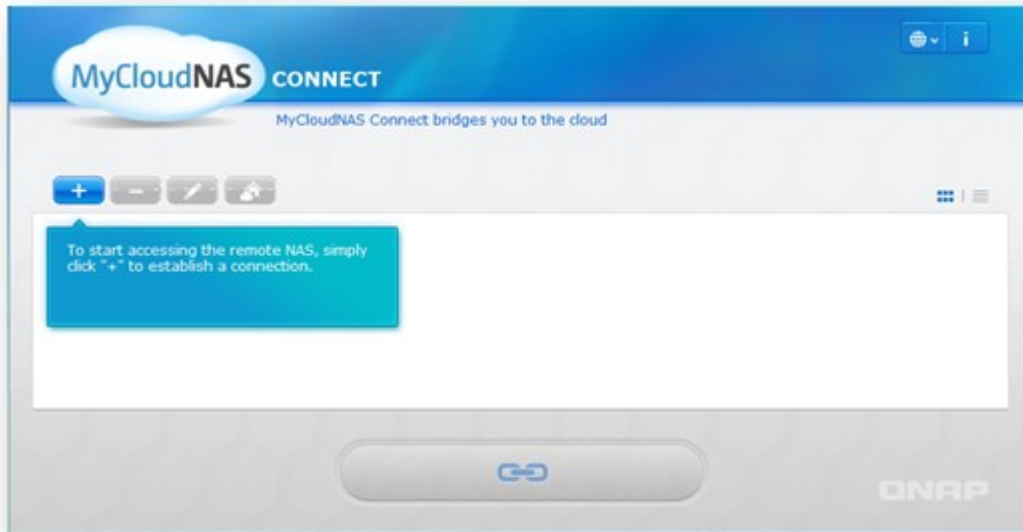 MyCloudNAS CONNECT
MyCloudNAS Connect bridges you to the cloud
To start accessing the remote NAS, simply
click "+" to establish a connection.
QNAP